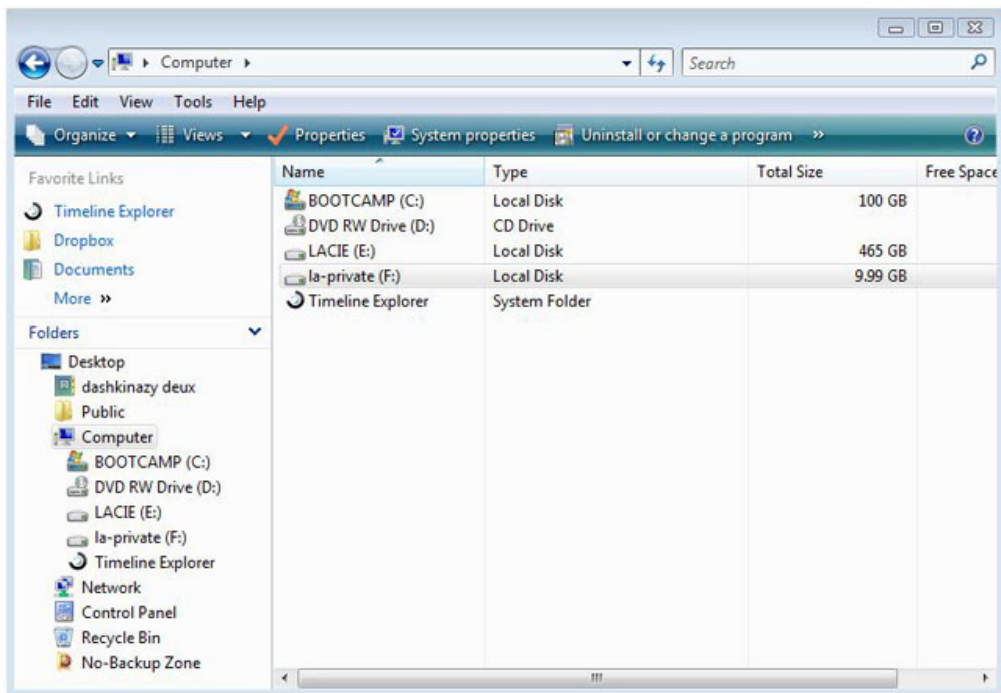 Computer
Search
File Edit View Tools Help
Organize Views Properties System properties Uninstall or change a program »
Favorite Links
Timeline Explorer
Dropbox
Documents
More »
Folders
Desktop
dashkinazy deux
Public
Computer
BOOTCAMP (C:)
DVD RW Drive (D:)
LACIE (E:)
la-private (F:)
Timeline Explorer
Network
Control Panel
Recycle Bin
No-Backup Zone
Name Type Total Size Free Space
BOOTCAMP (C:) Local Disk 100 GB
DVD RW Drive (D:) CD Drive
LACIE (E:) Local Disk 465 GB
la-private (F:) Local Disk 9.99 GB
Timeline Explorer System Folder